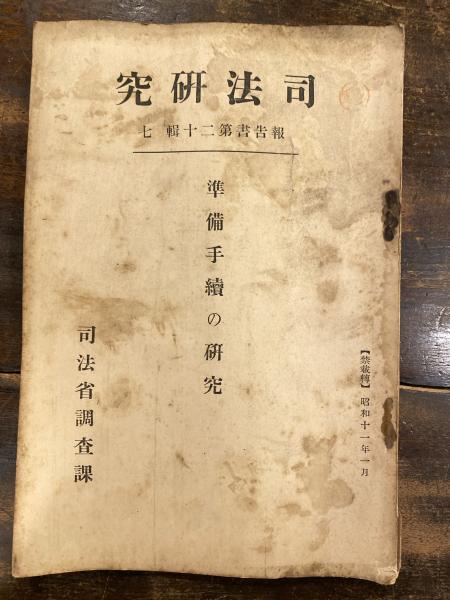 司法研究
報告書第二十輯 七
準備手續の研究
【禁載轉】 昭和十一年一月
司法省調査課